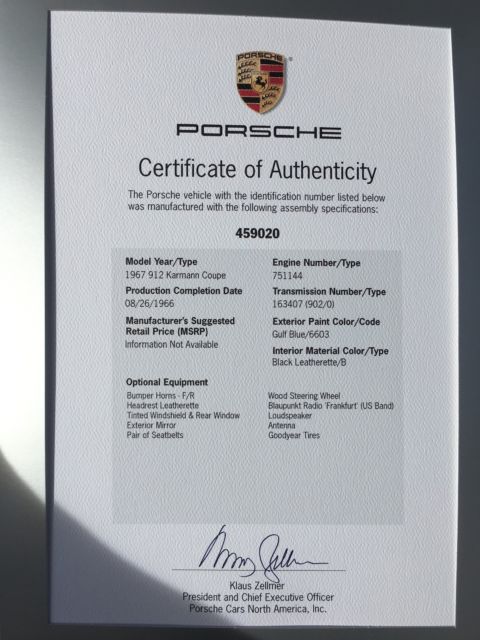 PORSCHE
PORSCHE
Certificate of Authenticity
The Porsche vehicle with the identification number listed below
was manufactured with the following assembly specifications:
459020
Model Year/Type
1967 912 Karmann Coupe
Production Completion Date
08/26/1966
Manufacturer's Suggested
Retail Price (MSRP)
Information Not Available
Engine Number/Type
751144
Transmission Number/Type
163407 (902/0)
Exterior Paint Color/Code
Gulf Blue/6603
Interior Material Color/Type
Black Leatherette/B
Optional Equipment
Bumper Horns - F/R
Headrest Leatherette
Tinted Windshield & Rear Window
Exterior Mirror
Pair of Seatbelts
Wood Steering Wheel
Blaupunkt Radio 'Frankfurt' (US Band)
Loudspeaker
Antenna
Goodyear Tires
Klaus Zellmer
President and Chief Executive Officer
Porsche Cars North America, Inc.